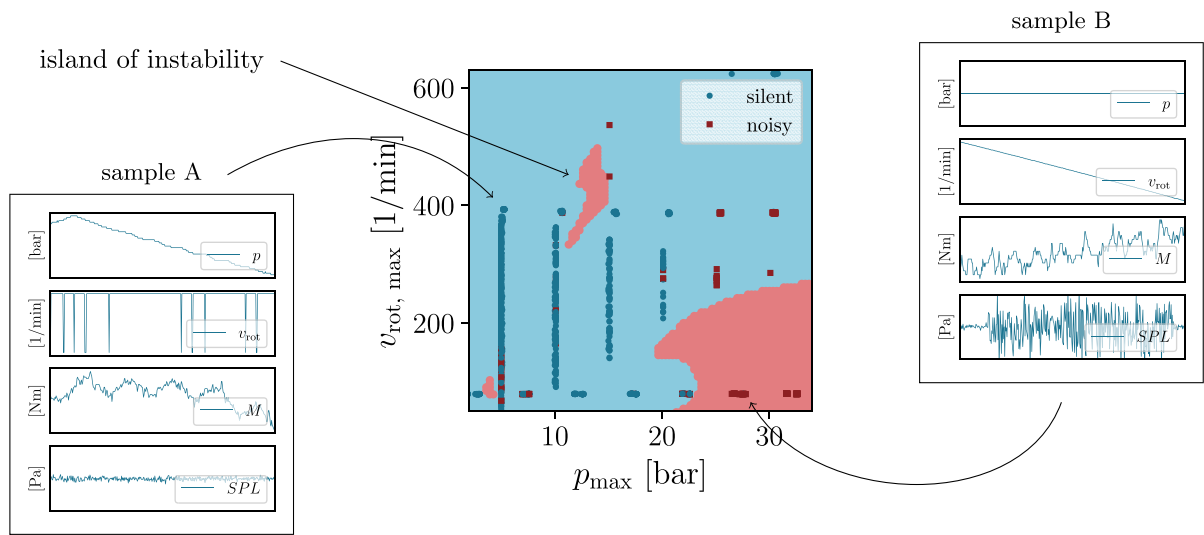 sample B
island of instability
600
silent
noisy
[bar]
p
v_rot, max [1/min]
400
[1/min]
v_rot
sample A
[bar]
p
[Nm]
M
200
[1/min]
v_rot
[Pa]
SPL
[Nm]
M
10 20 30
p_max [bar]
[Pa]
SPL